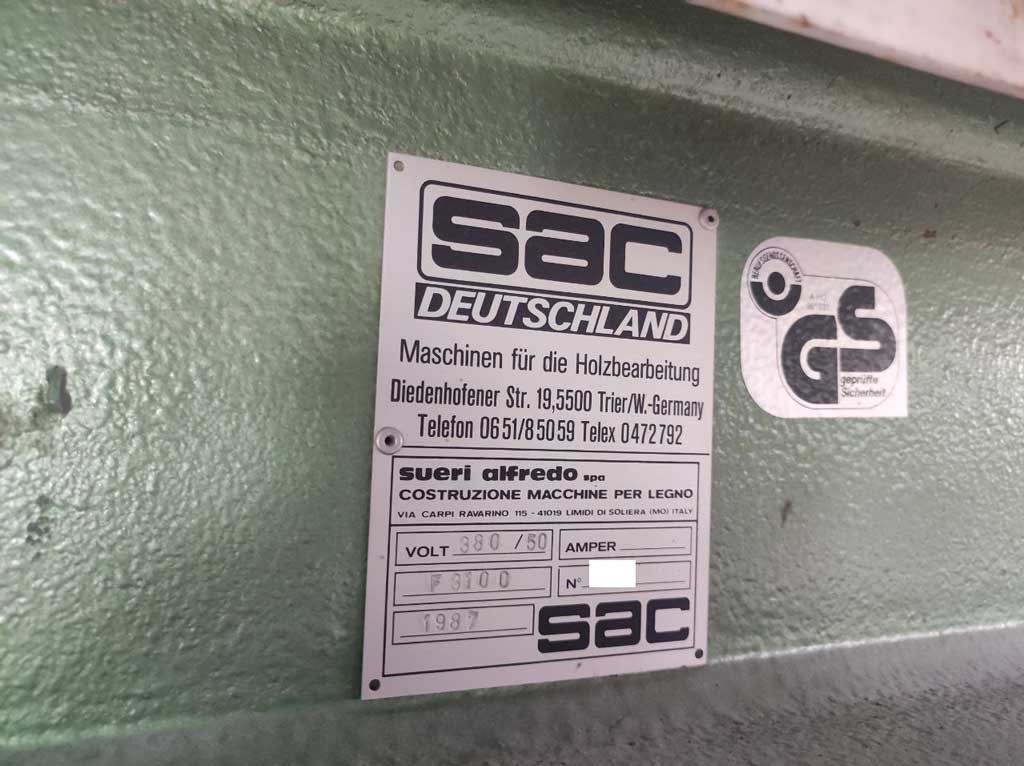 sac
DEUTSCHLAND
Maschinen für die Holzbearbeitung
Diedenhofener Str. 19,5500 Trier/W.-Germany
Telefon 0651/85059 Telex 0472792
sueri alfredo spa
COSTRUZIONE MACCHINE PER LEGNO
VIA CARPI RAVARINO 115 - 41019 LIMIDI DI SOLIERA (MO) ITALY
VOLT 380 /50 AMPER
F 3100 N°
1987 sac
BERUFSGENOSSENSCHAFT
GS
geprüfte
Sicherheit